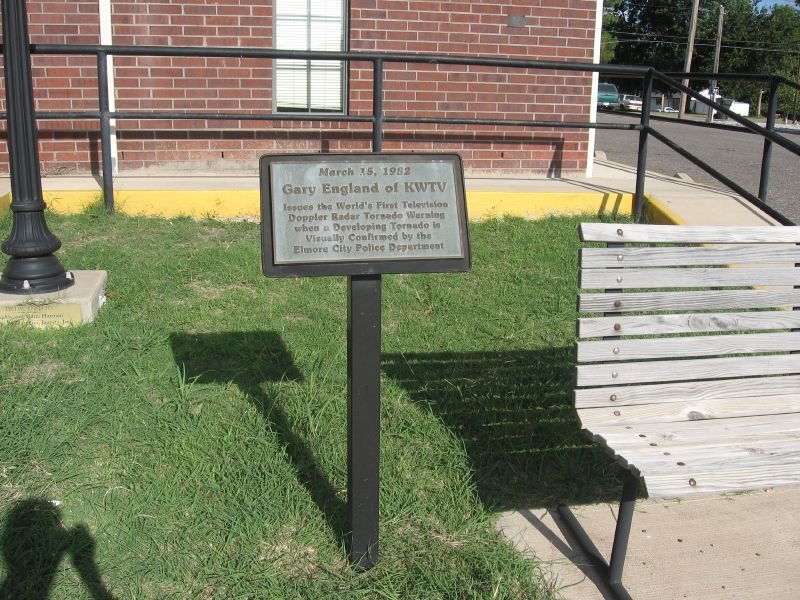 March 15, 1982
Gary England of KWTV
Issues the World's First Television
Doppler Radar Tornado Warning
when a Developing Tornado is
Visually Confirmed by the
Elmore City Police Department